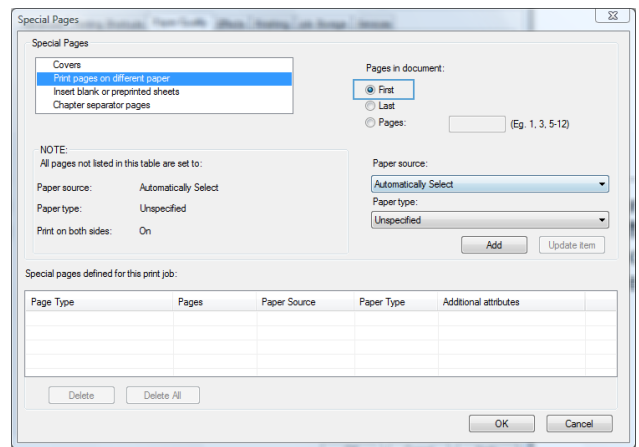 Special Pages
Paper/Quality
Special Pages
Covers
Print pages on different paper
Insert blank or preprinted sheets
Chapter separator pages
Pages in document:
First
Last
Pages:
(Eg. 1, 3, 5-12)
NOTE:
All pages not listed in this table are set to:
Paper source: Automatically Select
Paper type: Unspecified
Print on both sides: On
Paper source:
Automatically Select
Paper type:
Unspecified
Add Update item
Special pages defined for this print job:
Page Type Pages Paper Source Paper Type Additional attributes
Delete Delete All
OK Cancel